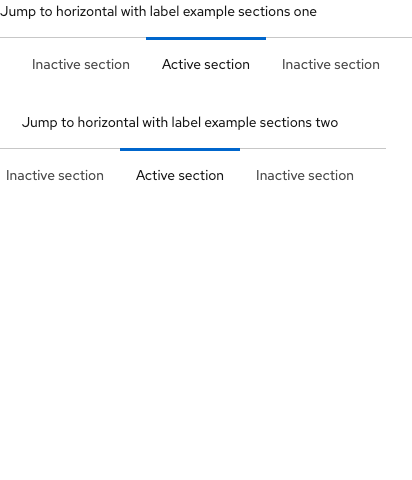 Jump to horizontal with label example sections one
Inactive section Active section Inactive section
Jump to horizontal with label example sections two
Inactive section Active section Inactive section